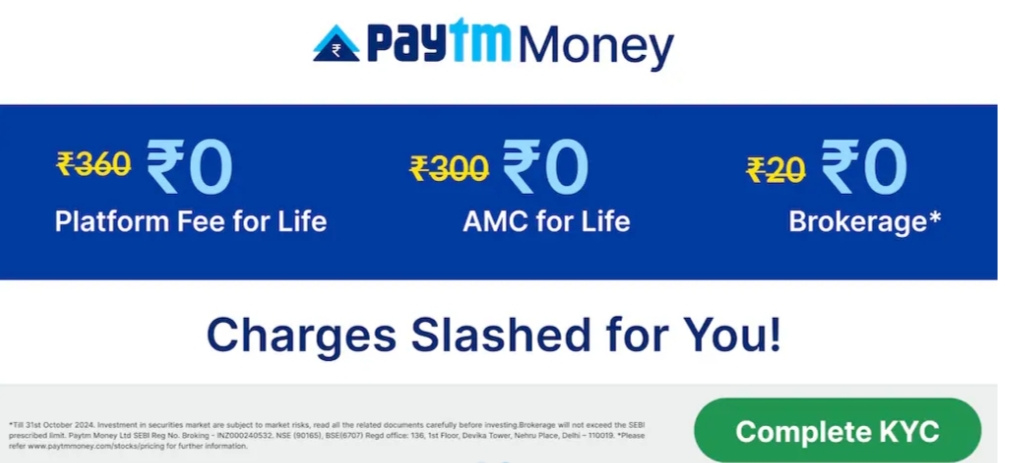 paytm Money
₹360 ₹0 ₹300 ₹0 ₹20 ₹0
Platform Fee for Life AMC for Life Brokerage*
Charges Slashed for You!
*Till 31st October 2024. Investment in securities market are subject to market risks, read all the related documents carefully before investing.Brokerage will not exceed the SEBI
prescribed limit. Paytm Money Ltd SEBI Reg No. Broking - INZ000240532. NSE (90165), BSE(6707) Regd office: 136, 1st Floor, Devika Tower, Nehru Place, Delhi – 110019. *Please
refer www.paytmmoney.com/stocks/pricing for further information.
Complete KYC